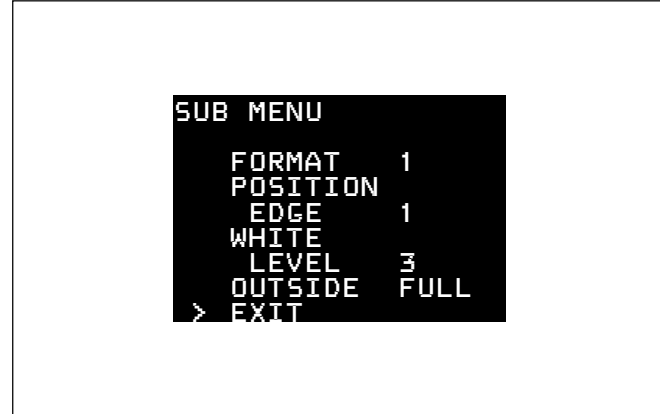 SUB MENU
FORMAT 1
POSITION
EDGE 1
WHITE
LEVEL 3
OUTSIDE FULL
> EXIT